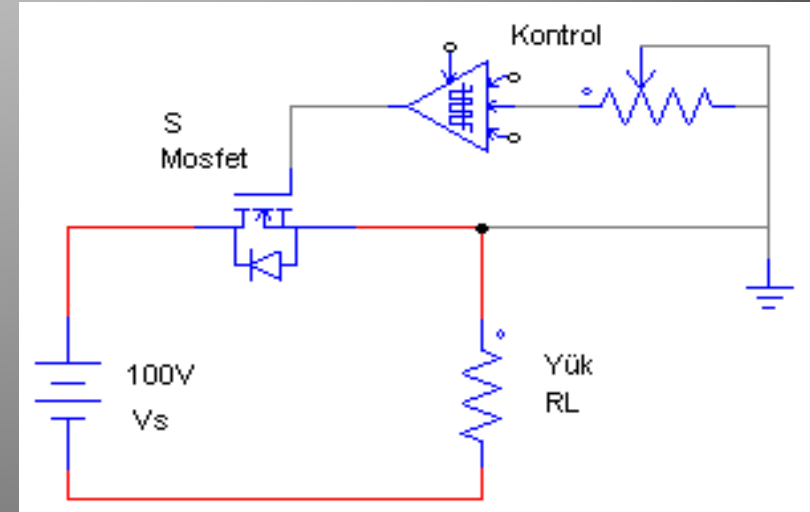 Kontrol
S
Mosfet
100V
Vs
Yük
RL